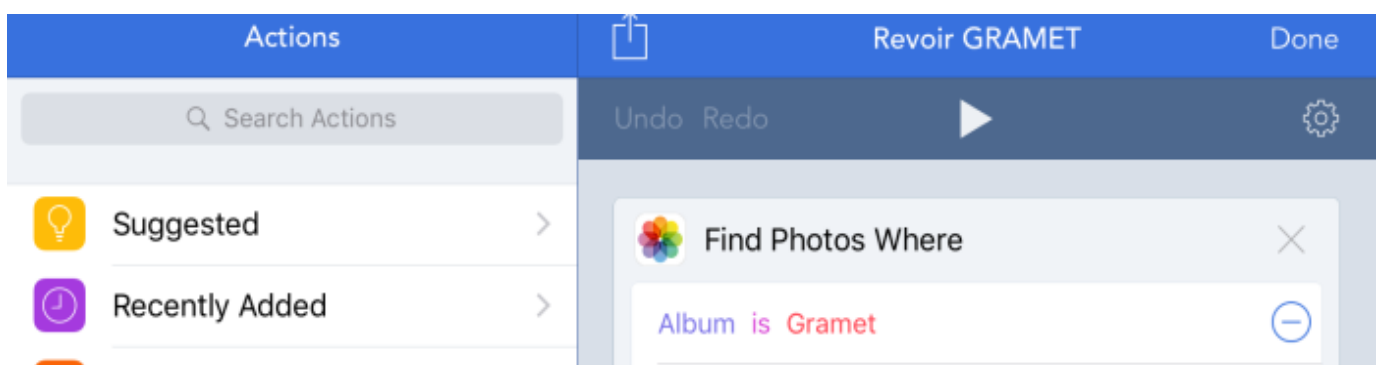 Actions
Search Actions
Suggested
Recently Added
Revoir GRAMET Done
Undo Redo
Find Photos Where
Album is Gramet